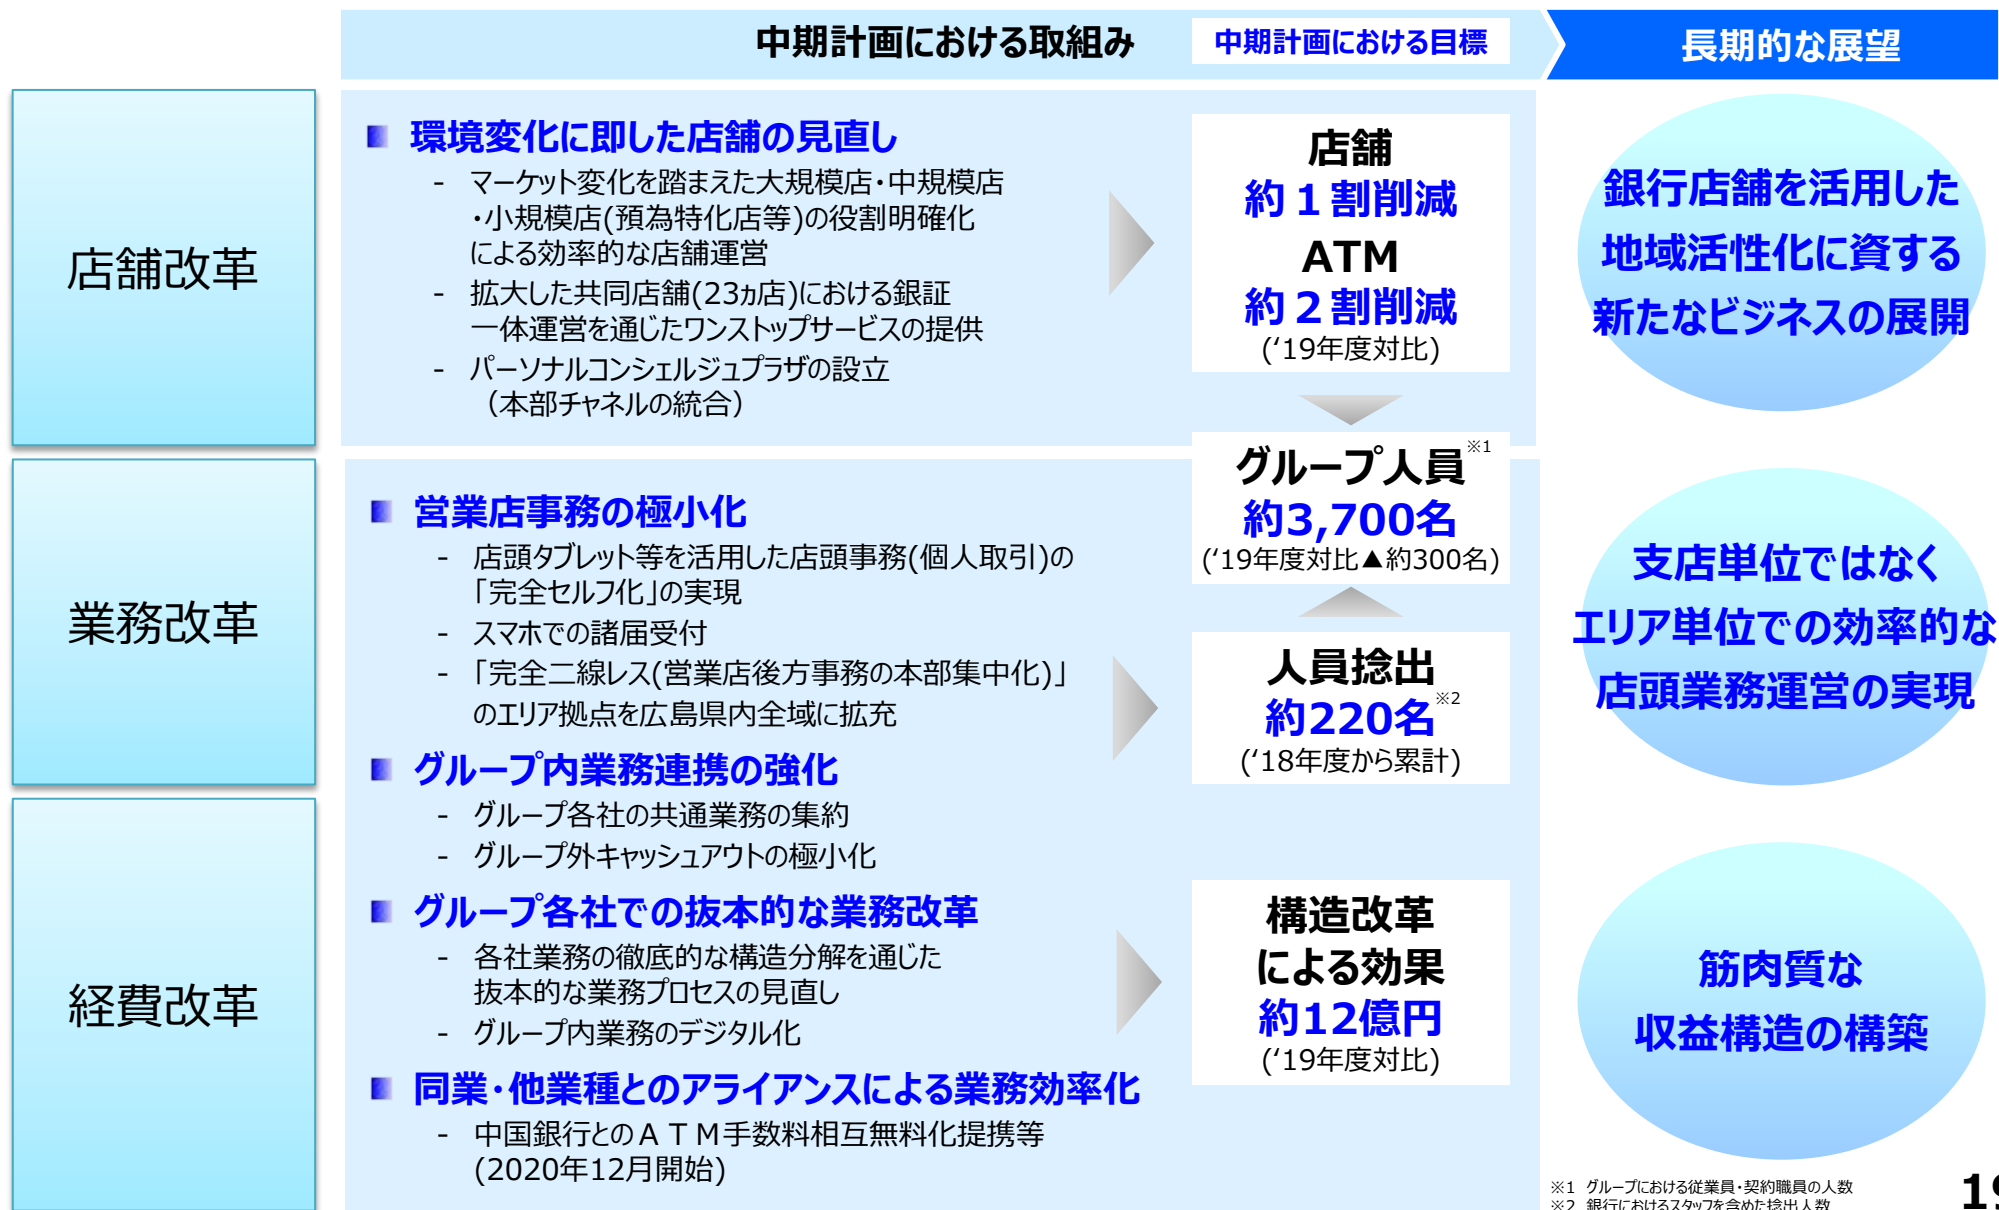 中期計画における取組み
中期計画における目標
長期的な展望
店舗改革
環境変化に即した店舗の見直し
- マーケット変化を踏まえた大規模店・中規模店
・小規模店(預為特化店等)の役割明確化
による効率的な店舗運営
- 拡大した共同店舗(23ヵ店)における銀証
一体運営を通じたワンストップサービスの提供
- パーソナルコンシェルジュプラザの設立
（本部チャネルの統合）
店舗
約１割削減
ATM
約２割削減
(‘19年度対比)
銀行店舗を活用した
地域活性化に資する
新たなビジネスの展開
グループ人員※1
約3,700名
(‘19年度対比▲約300名)
業務改革
営業店事務の極小化
- 店頭タブレット等を活用した店頭事務(個人取引)の
「完全セルフ化」の実現
- スマホでの諸届受付
- 「完全二線レス(営業店後方事務の本部集中化)」
のエリア拠点を広島県内全域に拡充
グループ内業務連携の強化
- グループ各社の共通業務の集約
- グループ外キャッシュアウトの極小化
人員捻出
約220名※2
(‘18年度から累計)
支店単位ではなく
エリア単位での効率的な
店頭業務運営の実現
経費改革
グループ各社での抜本的な業務改革
- 各社業務の徹底的な構造分解を通じた
抜本的な業務プロセスの見直し
- グループ内業務のデジタル化
同業・他業種とのアライアンスによる業務効率化
- 中国銀行とのＡＴＭ手数料相互無料化提携等
(2020年12月開始)
構造改革
による効果
約12億円
(‘19年度対比)
筋肉質な
収益構造の構築
※1 グループにおける従業員・契約職員の人数
※2 銀行におけるスタッフを含めた捻出人数
19